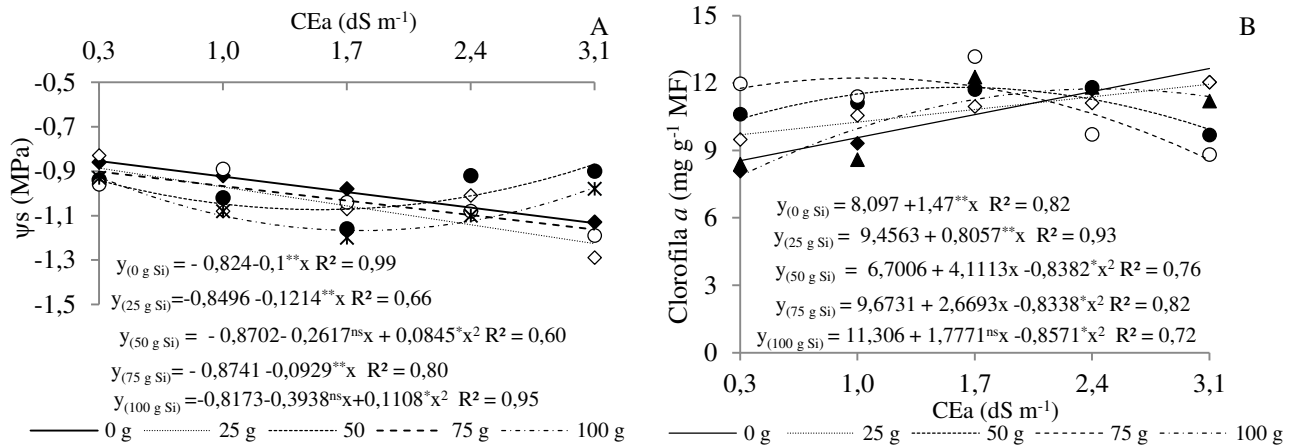 CEa (dS m⁻¹)
A
0,3 1,0 1,7 2,4 3,1
-0,5
-0,7
-0,9
-1,1
-1,3
-1,5
ψs (MPa)
y(0 g Si) = - 0,824-0,1**x R² = 0,99
y(25 g Si)=-0,8496 -0,1214**x R² = 0,66
y(50 g Si) = - 0,8702- 0,2617ⁿˢx + 0,0845*x² R² = 0,60
y(75 g Si)= - 0,8741 -0,0929**x R² = 0,80
y(100 g Si)=-0,8173-0,3938ⁿˢx+0,1108*x² R² = 0,95
0 g 25 g 50 75 g 100 g
B
15
12
9
6
3
0
Clorofila a (mg g⁻¹ MF)
y(0 g Si) = 8,097 +1,47**x R² = 0,82
y(25 g Si) = 9,4563 + 0,8057**x R² = 0,93
y(50 g Si) = 6,7006 + 4,1113x -0,8382*x² R² = 0,76
y(75 g Si) = 9,6731 + 2,6693x -0,8338*x² R² = 0,82
y(100 g Si) = 11,306 + 1,7771ⁿˢx -0,8571*x² R² = 0,72
0,3 1,0 1,7 2,4 3,1
CEa (dS m⁻¹)
0 g 25 g 50 g 75 g 100 g